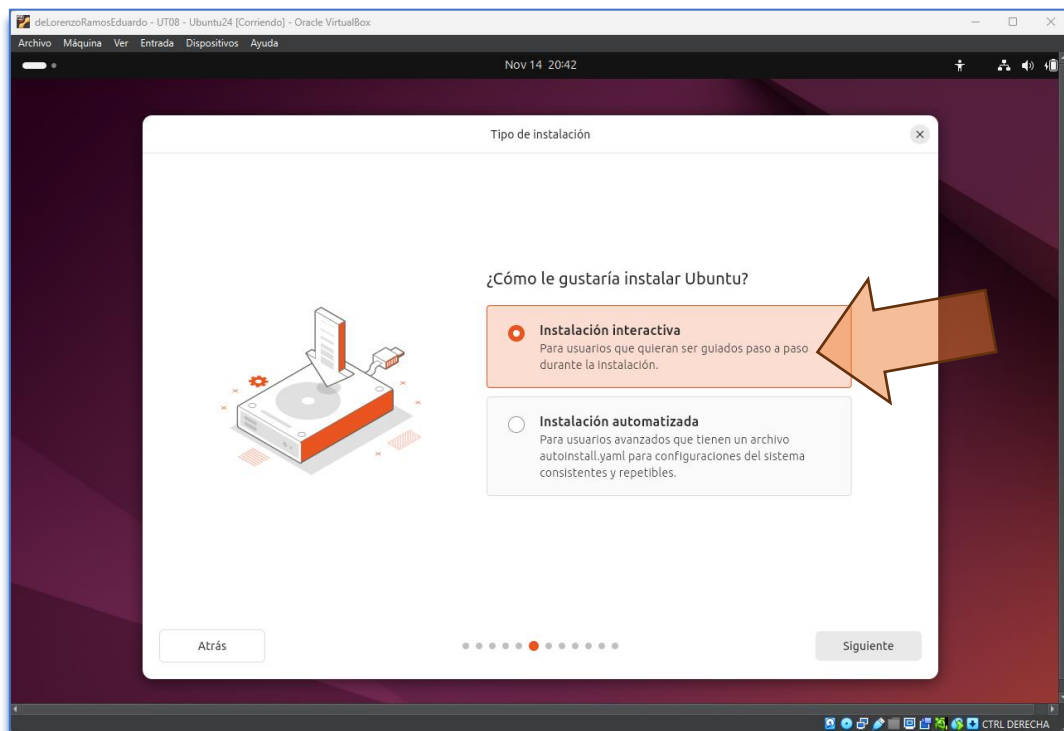 deLorenzoRamosEduardo - UT08 - Ubuntu24 [Corriendo] - Oracle VirtualBox
Archivo Máquina Ver Entrada Dispositivos Ayuda
Nov 14 20:42
Tipo de instalación
¿Cómo le gustaría instalar Ubuntu?
Instalación interactiva
Para usuarios que quieran ser guiados paso a paso
durante la instalación.
Instalación automatizada
Para usuarios avanzados que tienen un archivo
autoinstall.yaml para configuraciones del sistema
consistentes y repetibles.
Atrás
Siguiente
CTRL DERECHA